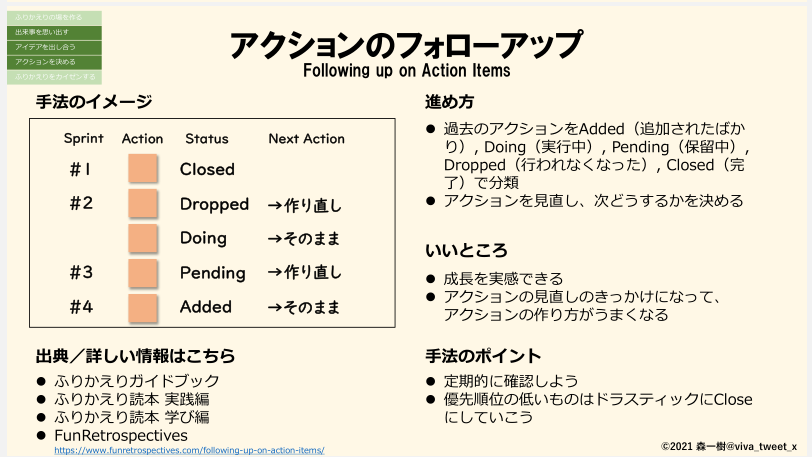 ふりかえりの場を作る
出来事を思い出す
アイデアを出し合う
アクションを決める
ふりかえりをカイゼンする
アクションのフォローアップ
Following up on Action Items
手法のイメージ
Sprint Action Status Next Action
#1 Closed
#2 Dropped →作り直し
Doing →そのまま
#3 Pending →作り直し
#4 Added →そのまま
出典／詳しい情報はこちら
● ふりかえりガイドブック
● ふりかえり読本 実践編
● ふりかえり読本 学び編
● FunRetrospectives
https://www.funretrospectives.com/following-up-on-action-items/
進め方
● 過去のアクションをAdded（追加されたばか
り）, Doing（実行中）, Pending（保留中）,
Dropped（行われなくなった）, Closed（完
了）で分類
● アクションを見直し、次どうするかを決める
いいところ
● 成長を実感できる
● アクションの見直しのきっかけになって、
アクションの作り方がうまくなる
手法のポイント
● 定期的に確認しよう
● 優先順位の低いものはドラスティックにClose
にしていこう
©2021 森一樹@viva_tweet_x